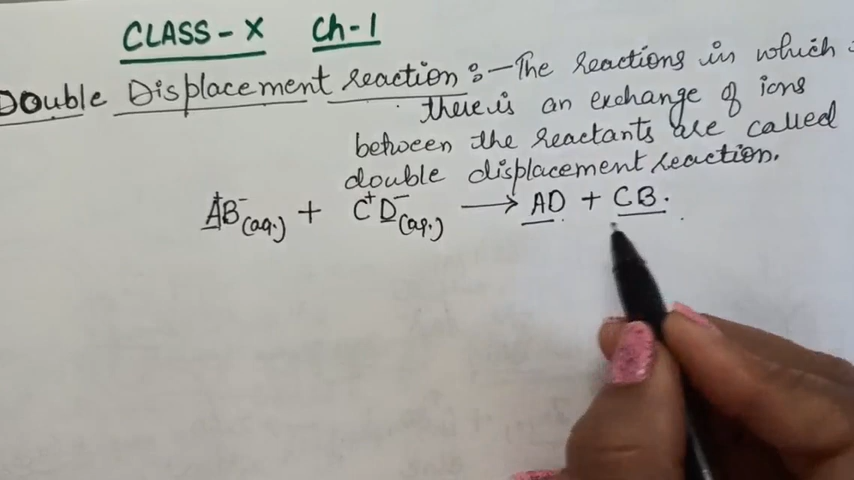 CLASS - X Ch-1
Double Displacement reaction :- The reactions in which
there is an exchange of ions
between the reactants are called
double displacement reaction.
A⁺B⁻(aq.) + C⁺D⁻(aq.) → AD + CB.